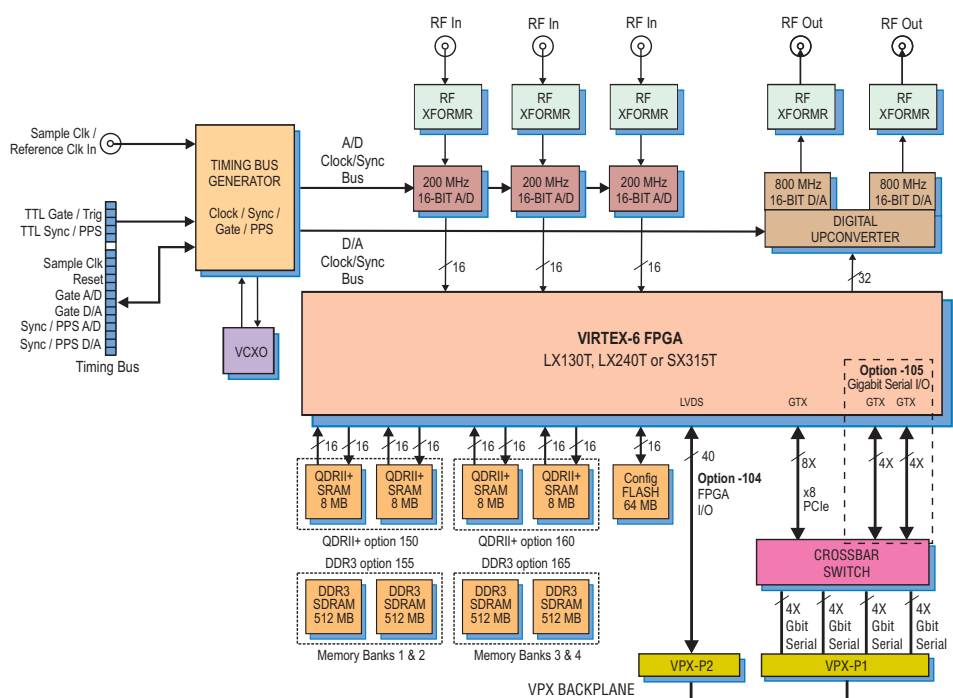 RF In
RF In
RF In
RF Out
RF Out
RF
XFORMR
RF
XFORMR
RF
XFORMR
RF
XFORMR
RF
XFORMR
Sample Clk /
Reference Clk In
TIMING BUS
GENERATOR
Clock / Sync /
Gate / PPS
A/D
Clock/Sync
Bus
200 MHz
16-BIT A/D
200 MHz
16-BIT A/D
200 MHz
16-BIT A/D
800 MHz
16-BIT D/A
800 MHz
16-BIT D/A
DIGITAL
UPCONVERTER
TTL Gate / Trig
TTL Sync / PPS
Sample Clk
Reset
Gate A/D
Gate D/A
Sync / PPS A/D
Sync / PPS D/A
Timing Bus
D/A
Clock/Sync
Bus
16
16
16
32
VCXO
VIRTEX-6 FPGA
LX130T, LX240T or SX315T
Option -105
Gigabit Serial I/O
LVDS
GTX
GTX
GTX
16
16
16
16
16
16
16
16
16
40
8X
4X
4X
QDRII+
SRAM
8 MB
QDRII+
SRAM
8 MB
QDRII+
SRAM
8 MB
QDRII+
SRAM
8 MB
Config
FLASH
64 MB
Option -104
FPGA
I/O
x8
PCIe
QDRII+ option 150
QDRII+ option 160
DDR3 option 155
DDR3 option 165
CROSSBAR
SWITCH
DDR3
SDRAM
512 MB
DDR3
SDRAM
512 MB
DDR3
SDRAM
512 MB
DDR3
SDRAM
512 MB
4X
Gbit
Serial
4X
Gbit
Serial
4X
Gbit
Serial
4X
Gbit
Serial
Memory Banks 1 & 2
Memory Banks 3 & 4
VPX-P2
VPX-P1
VPX BACKPLANE